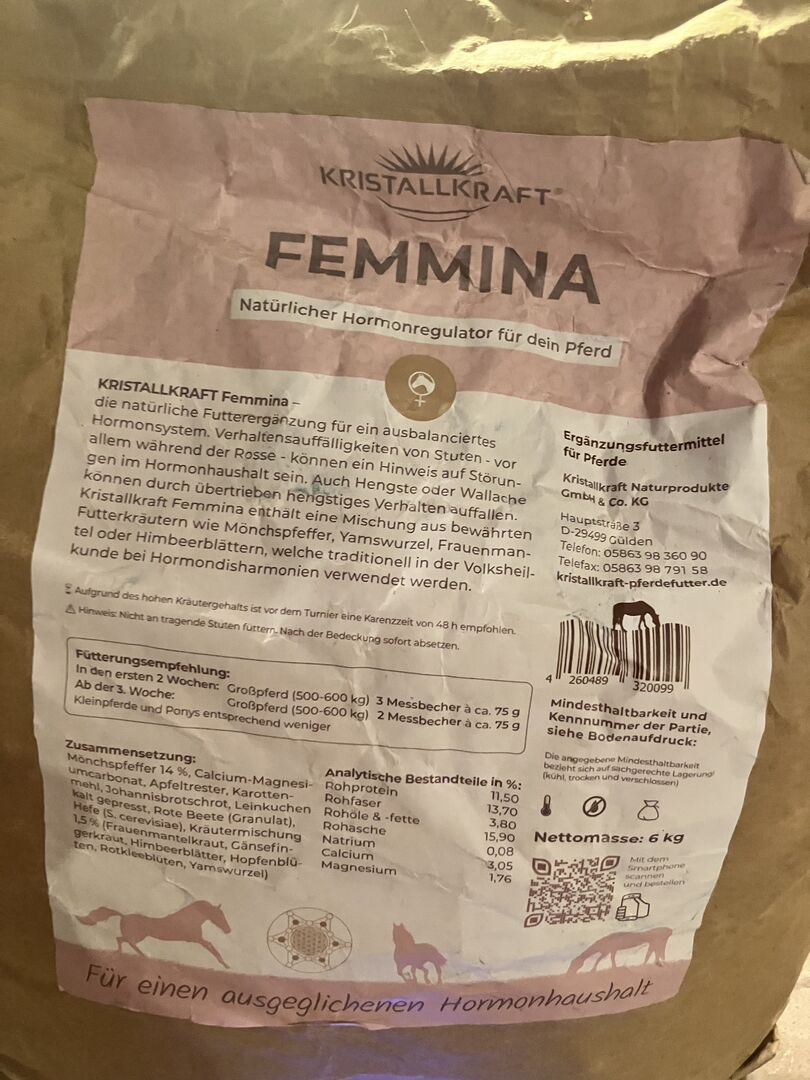 KRISTALLKRAFT®
FEMMINA
Natürlicher Hormonregulator für dein Pferd
KRISTALLKRAFT Femmina –
die natürliche Futterergänzung für ein ausbalanciertes
Hormonsystem. Verhaltensauffälligkeiten von Stuten - vor
allem während der Rosse - können ein Hinweis auf Störun-
gen im Hormonhaushalt sein. Auch Hengste oder Wallache
können durch übertrieben hengstiges Verhalten auffallen.
Kristallkraft Femmina enthält eine Mischung aus bewährten
Futterkräutern wie Mönchspfeffer, Yamswurzel, Frauenman-
tel oder Himbeerblättern, welche traditionell in der Volksheil-
kunde bei Hormondisharmonien verwendet werden.
Aufgrund des hohen Kräutergehalts ist vor dem Turnier eine Karenzzeit von 48 h empfohlen.
Hinweis: Nicht an tragende Stuten füttern. Nach der Bedeckung sofort absetzen.
Fütterungsempfehlung:
In den ersten 2 Wochen: Großpferd (500-600 kg) 3 Messbecher à ca. 75 g
Ab der 3. Woche: Großpferd (500-600 kg) 2 Messbecher à ca. 75 g
Kleinpferde und Ponys entsprechend weniger
Zusammensetzung:
Mönchspfeffer 14 %, Calcium-Magnesi-
umcarbonat, Apfeltrester, Karotten-
mehl, Johannisbrotschrot, Leinkuchen
kalt gepresst, Rote Beete (Granulat),
Hefe (S. cerevisiae), Kräutermischung
1,5 % (Frauenmantelkraut, Gänsefin-
gerkraut, Himbeerblätter, Hopfenblü-
ten, Rotkleeblüten, Yamswurzel)
Analytische Bestandteile in %:
Rohprotein 11,50
Rohfaser 13,70
Rohöle & -fette 3,80
Rohasche 15,90
Natrium 0,08
Calcium 3,05
Magnesium 1,76
Ergänzungsfuttermittel
für Pferde
Kristallkraft Naturprodukte
GmbH & Co. KG
Hauptstraße 3
D-29499 Gülden
Telefon: 05863 98 360 90
Telefax: 05863 98 791 58
kristallkraft-pferdefutter.de
4 260489 320099
Mindesthaltbarkeit und
Kennnummer der Partie,
siehe Bodenaufdruck:
Die angegebene Mindesthaltbarkeit
bezieht sich auf sachgerechte Lagerung!
(kühl, trocken und verschlossen)
Nettomasse: 6 kg
Mit dem
Smartphone
scannen
und bestellen
Für einen ausgeglichenen Hormonhaushalt